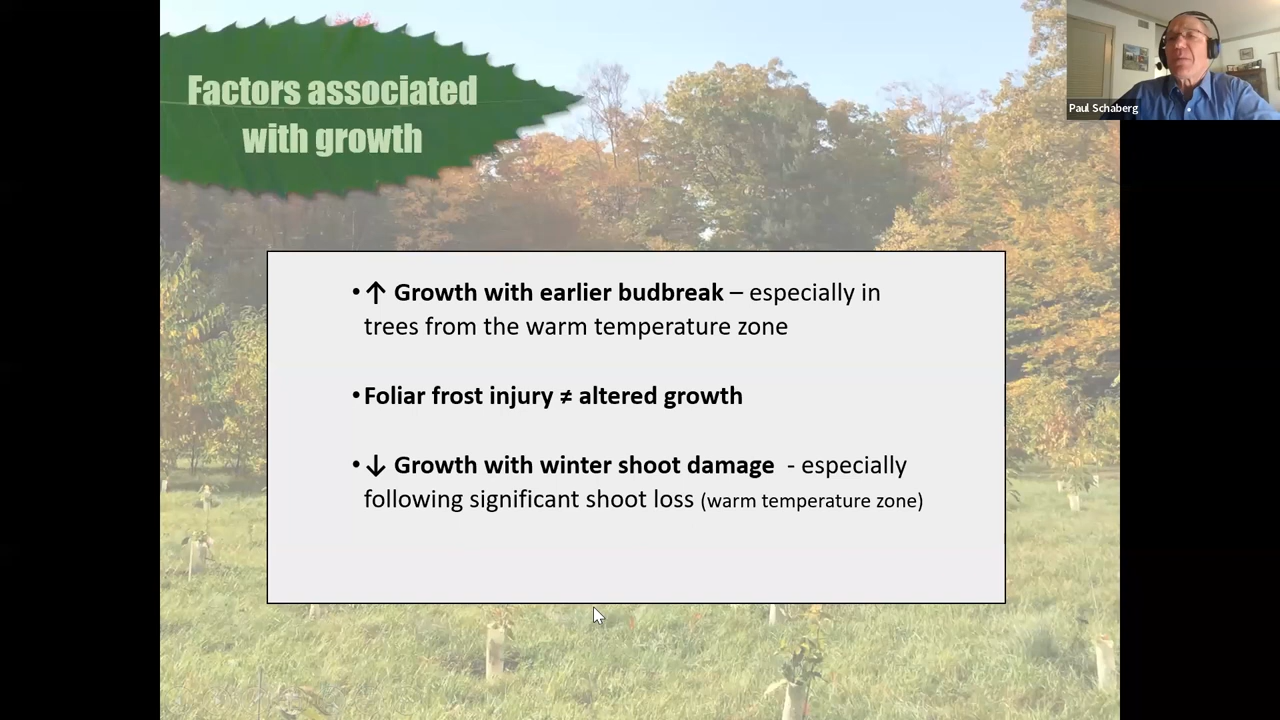 Factors associated
with growth
Paul Schaberg
•↑ Growth with earlier budbreak – especially in
trees from the warm temperature zone
•Foliar frost injury ≠ altered growth
•↓ Growth with winter shoot damage - especially
following significant shoot loss (warm temperature zone)